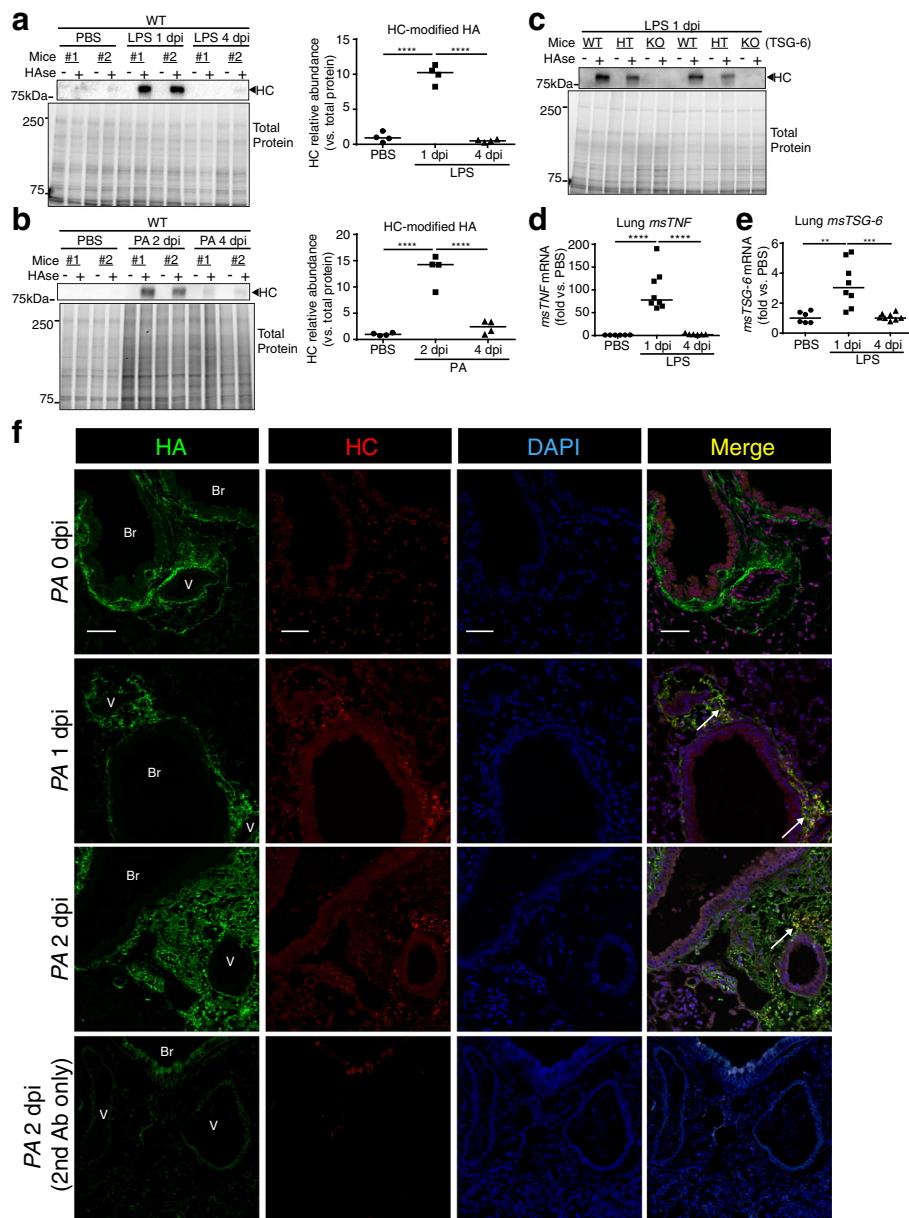 a
WT
PBS LPS 1 dpi LPS 4 dpi
Mice #1 #2 #1 #2 #1 #2
HAse - + - + - + - + - + - +
75kDa
HC
250
Total Protein
75
HC-modified HA
HC relative abundance (vs. total protein)
15
10
5
0
**** ****
PBS 1 dpi 4 dpi
LPS
c
LPS 1 dpi
Mice WT HT KO WT HT KO (TSG-6)
HAse - + - + - + - + - + - +
75kDa
HC
250
Total Protein
75
b
WT
PBS PA 2 dpi PA 4 dpi
#1 #2 #1 #2 #1 #2
HAse - + - + - + - + - + - +
75kDa
HC
250
Total Protein
75
HC-modified HA
HC relative abundance (vs. total protein)
20
15
10
5
0
**** ****
PBS 2 dpi 4 dpi
PA
d
Lung msTNF
msTNF mRNA (fold vs. PBS)
200
150
100
50
0
**** ****
PBS 1 dpi 4 dpi
LPS
e
Lung msTSG-6
msTSG-6 mRNA (fold vs. PBS)
6
4
2
0
** ***
PBS 1 dpi 4 dpi
LPS
f
HA HC DAPI Merge
PA 0 dpi
Br
Br
V
PA 1 dpi
V
Br
V
PA 2 dpi
Br
V
PA 2 dpi (2nd Ab only)
Br
V
V